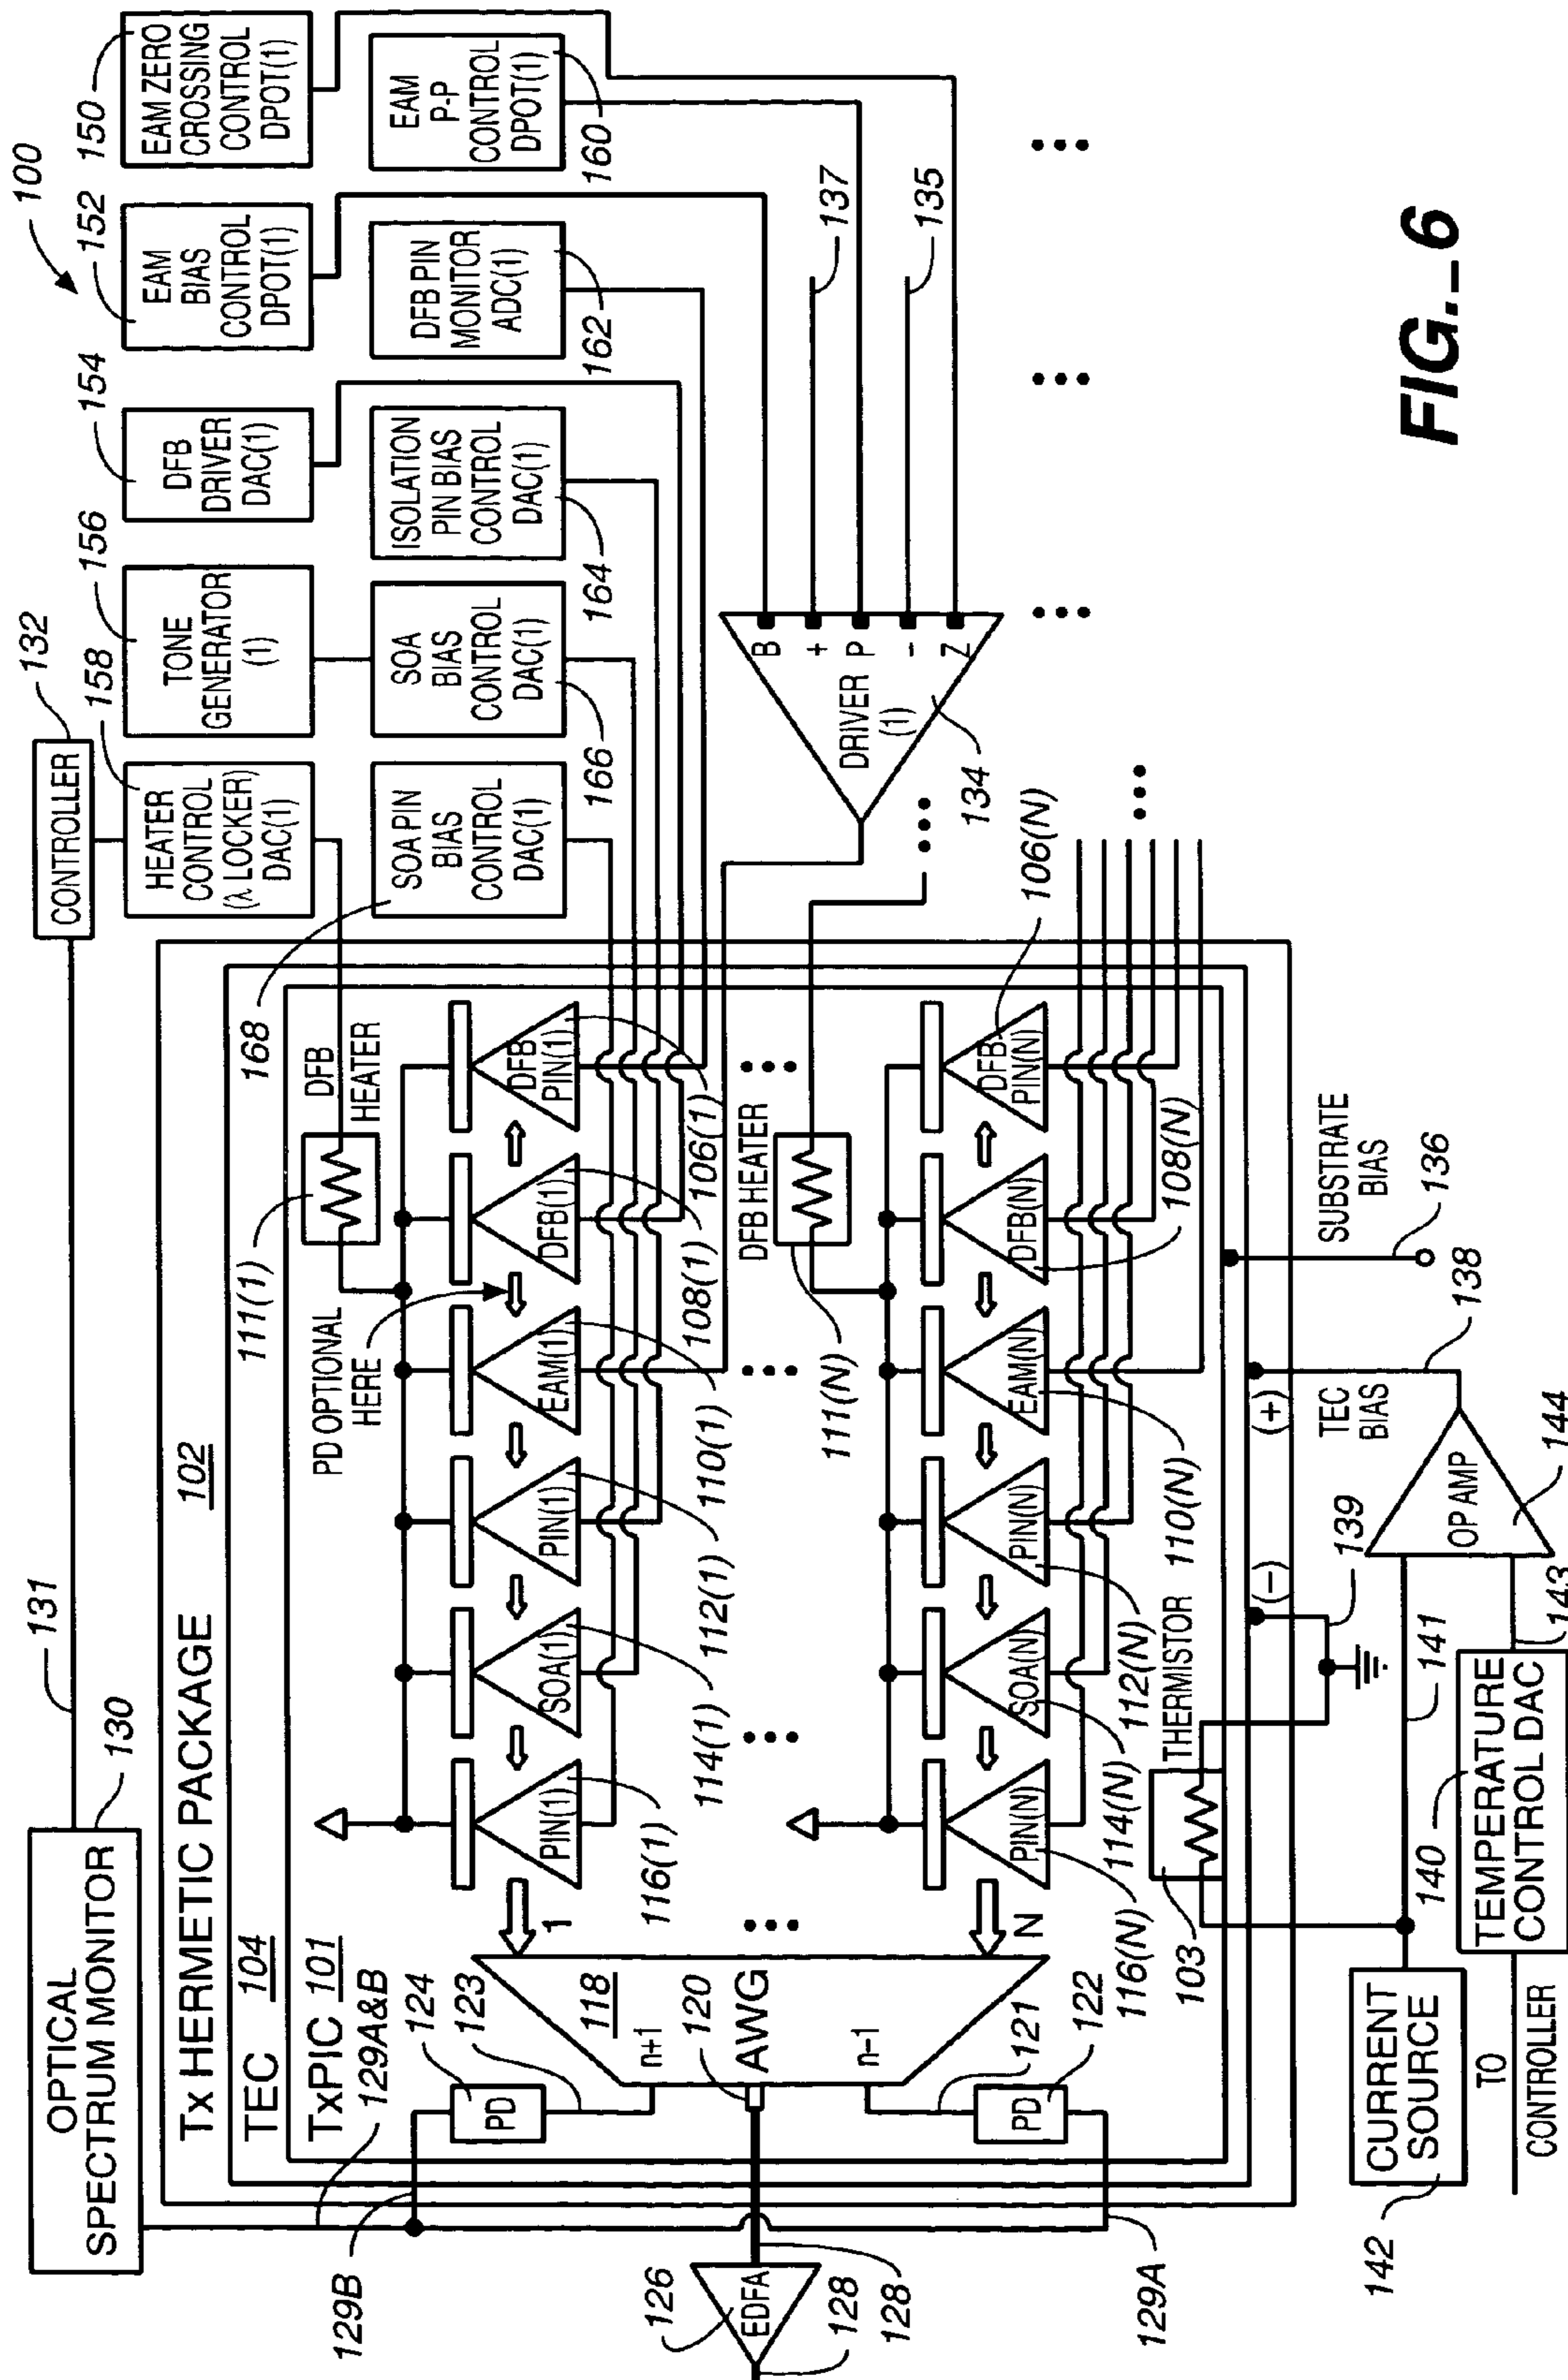 100
150
EAM ZERO
CROSSING
CONTROL
DPOT(1)
152
EAM
BIAS
CONTROL
DPOT(1)
154
DFB
DRIVER
DAC(1)
156
TONE
GENERATOR
(1)
158
HEATER
CONTROL
(λ LOCKER)
DAC(1)
132
CONTROLLER
131
130
OPTICAL
SPECTRUM MONITOR
EAM
P-P
CONTROL
DPOT(1)
160
DFB PIN
MONITOR
ADC(1)
162
ISOLATION
PIN BIAS
CONTROL
DAC(1)
164
SOA
BIAS
CONTROL
DAC(1)
166
SOA PIN
BIAS
CONTROL
DAC(1)
168
Tx HERMETIC PACKAGE 102
TEC 104
TxPIC 101
129A&B
129B
111(1)
DFB
HEATER
PD OPTIONAL
HERE
PIN(1)
SOA(1)
PIN(1)
EAM(1)
DFB(1)
DFB
PIN(1)
116(1)
114(1)
112(1)
110(1)
108(1)
106(1)
1
N
118
AWG
n+1
n-1
120
124
PD
123
121
PD
122
126
EDFA
128
128
129A
DFB HEATER
111(N)
PIN(N)
SOA(N)
PIN(N)
EAM(N)
DFB(N)
DFB
PIN(N)
116(N)
114(N)
112(N)
110(N)
108(N)
106(N)
DRIVER
(1)
134
B
+
P
-
Z
137
135
THERMISTOR
103
139
(-)
(+)
TEC
BIAS
138
SUBSTRATE
BIAS
136
OP AMP
144
141
143
140
TEMPERATURE
CONTROL DAC
CURRENT
SOURCE
142
TO
CONTROLLER
FIG._6